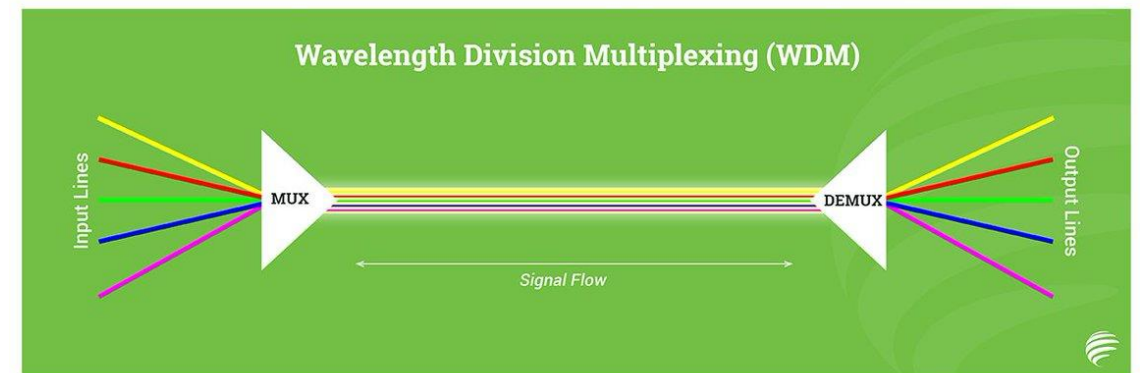 Wavelength Division Multiplexing (WDM)
Input Lines
MUX
DEMUX
Output Lines
Signal Flow